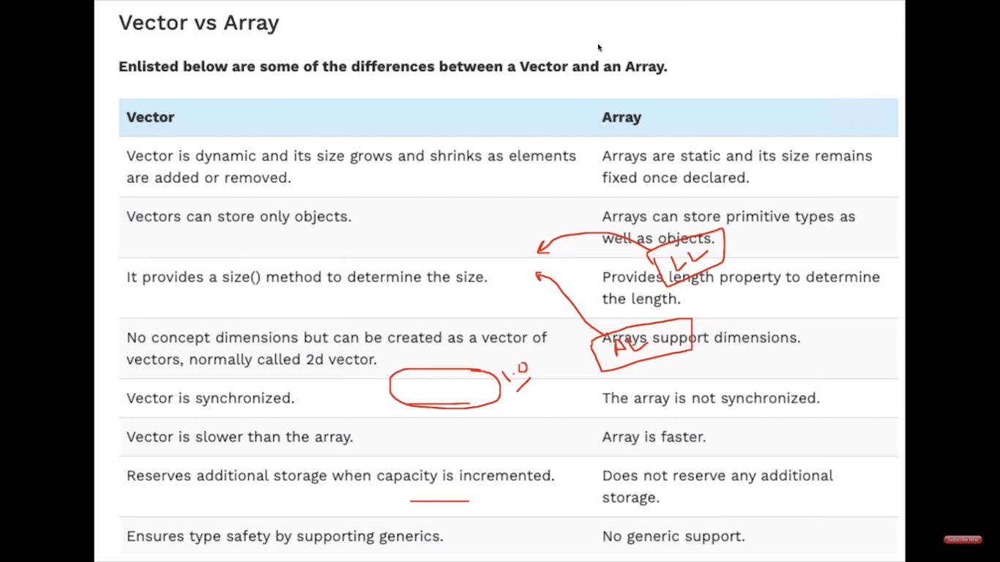 Vector vs Array
Enlisted below are some of the differences between a Vector and an Array.
Vector Array
Vector is dynamic and its size grows and shrinks as elements
are added or removed.
Arrays are static and its size remains
fixed once declared.
Vectors can store only objects.
Arrays can store primitive types as
well as objects.
LL
It provides a size() method to determine the size.
Provides length property to determine
the length.
No concept dimensions but can be created as a vector of
vectors, normally called 2d vector.
Arrays support dimensions.
AL
1.0
Vector is synchronized.
The array is not synchronized.
Vector is slower than the array.
Array is faster.
Reserves additional storage when capacity is incremented.
Does not reserve any additional
storage.
Ensures type safety by supporting generics.
No generic support.
Subscribe Now